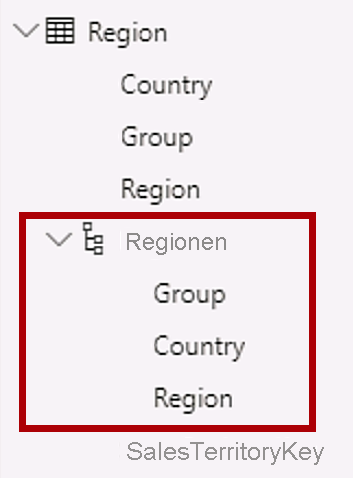 Region
Country
Group
Region
Regionen
Group
Country
Region
SalesTerritoryKey